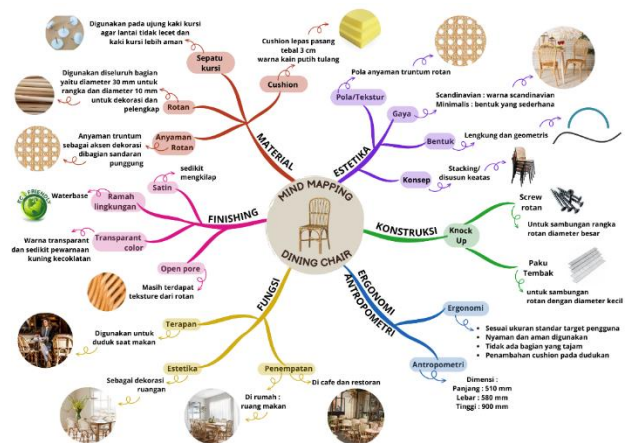 MIND MAPPING
DINING CHAIR
MATERIAL
Sepatu
kursi
Digunakan pada ujung kaki kursi
agar lantai tidak lecet dan
kaki kursi lebih aman
Cushion
Cushion lepas pasang
tebal 3 cm
warna kain putih tulang
Rotan
Digunakan diseluruh bagian
yaitu diameter 30 mm untuk
rangka dan diameter 10 mm
untuk dekorasi dan
pelengkap
Anyaman
Rotan
Anyaman truntum
sebagai aksen dekorasi
dibagian sandaran
punggung
ESTETIKA
Pola/Tekstur
Pola anyaman truntum rotan
Gaya
Scandinavian : warna scandinavian
Minimalis : bentuk yang sederhana
Bentuk
Lengkung dan geometris
Konsep
Stacking/
disusun keatas
KONSTRUKSI
Knock
Up
Screw
rotan
Untuk sambungan rangka
rotan diameter besar
Paku
Tembak
untuk sambungan
rotan dengan diameter kecil
ERGONOMI
ANTROPOMETRI
Ergonomi
• Sesuai ukuran standar target pengguna
• Nyaman dan aman digunakan
• Tidak ada bagian yang tajam
• Penambahan cushion pada dudukan
Antropometri
Dimensi :
Panjang : 510 mm
Lebar : 580 mm
Tinggi : 900 mm
FUNGSI
Terapan
Digunakan untuk
duduk saat makan
Estetika
Sebagai dekorasi
ruangan
Penempatan
Di rumah :
ruang makan
Di cafe dan restoran
FINISHING
Satin
sedikit
mengkilap
Ramah
lingkungan
Waterbase
Transparant
color
Warna transparant
dan sedikit pewarnaan
kuning kecoklatan
Open pore
Masih terdapat
teksture dari rotan